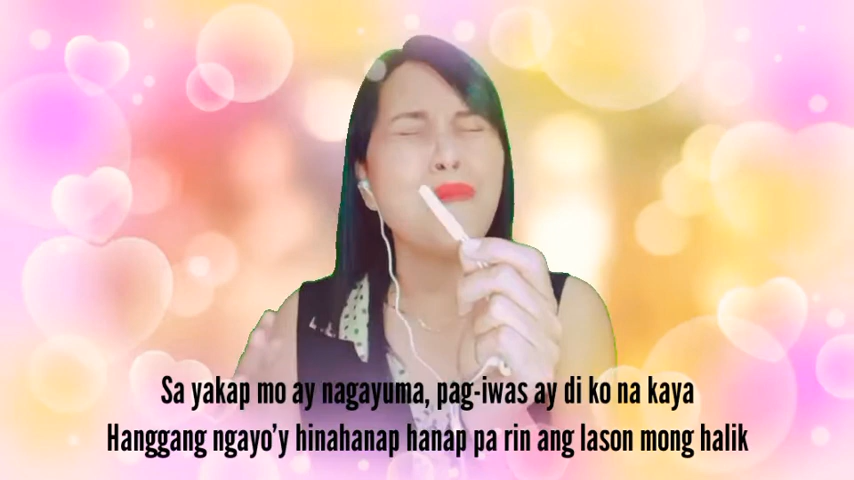 Sa yakap mo ay nagayuma, pag-iwas ay di ko na kaya
Hanggang ngayo'y hinahanap hanap pa rin ang lason mong halik